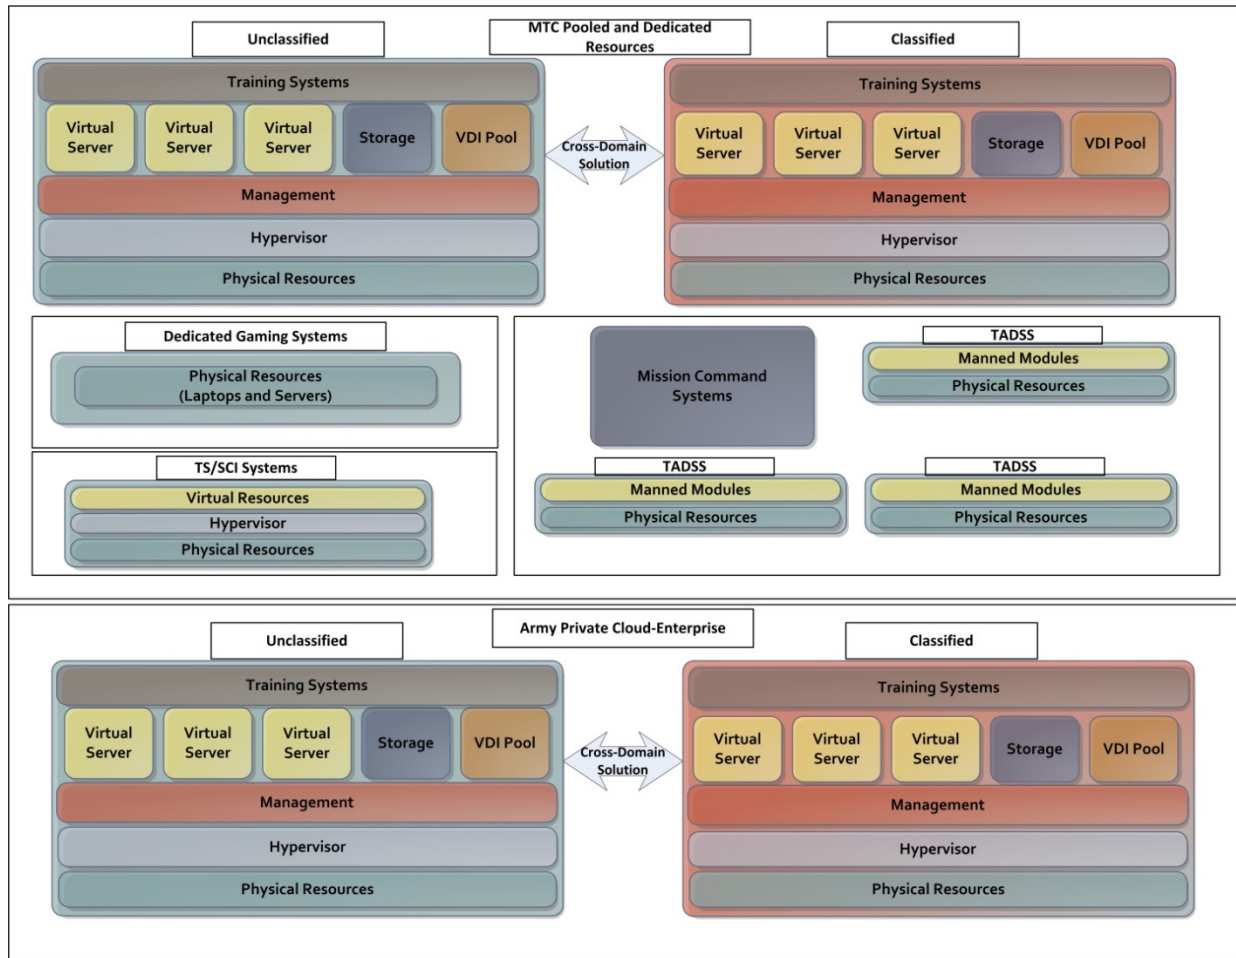 Unclassified
MTC Pooled and Dedicated
Resources
Classified
Training Systems
Virtual
Server
Virtual
Server
Virtual
Server
Storage
VDI Pool
Management
Hypervisor
Physical Resources
Cross-Domain
Solution
Training Systems
Virtual
Server
Virtual
Server
Virtual
Server
Storage
VDI Pool
Management
Hypervisor
Physical Resources
Dedicated Gaming Systems
Physical Resources
(Laptops and Servers)
TS/SCI Systems
Virtual Resources
Hypervisor
Physical Resources
Mission Command
Systems
TADSS
Manned Modules
Physical Resources
TADSS
Manned Modules
Physical Resources
TADSS
Manned Modules
Physical Resources
Army Private Cloud-Enterprise
Unclassified
Classified
Training Systems
Virtual
Server
Virtual
Server
Virtual
Server
Storage
VDI Pool
Management
Hypervisor
Physical Resources
Cross-Domain
Solution
Training Systems
Virtual
Server
Virtual
Server
Virtual
Server
Storage
VDI Pool
Management
Hypervisor
Physical Resources